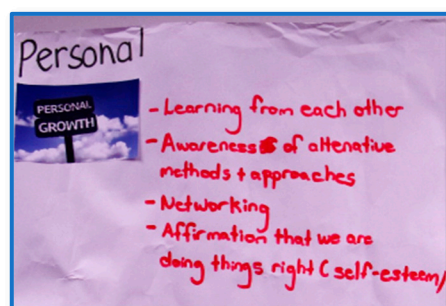 Personal
PERSONAL
GROWTH
- Learning from each other
- Awareness of altenative
methods + approaches
- Networking
- Affirmation that we are
doing things right ( self-esteem/